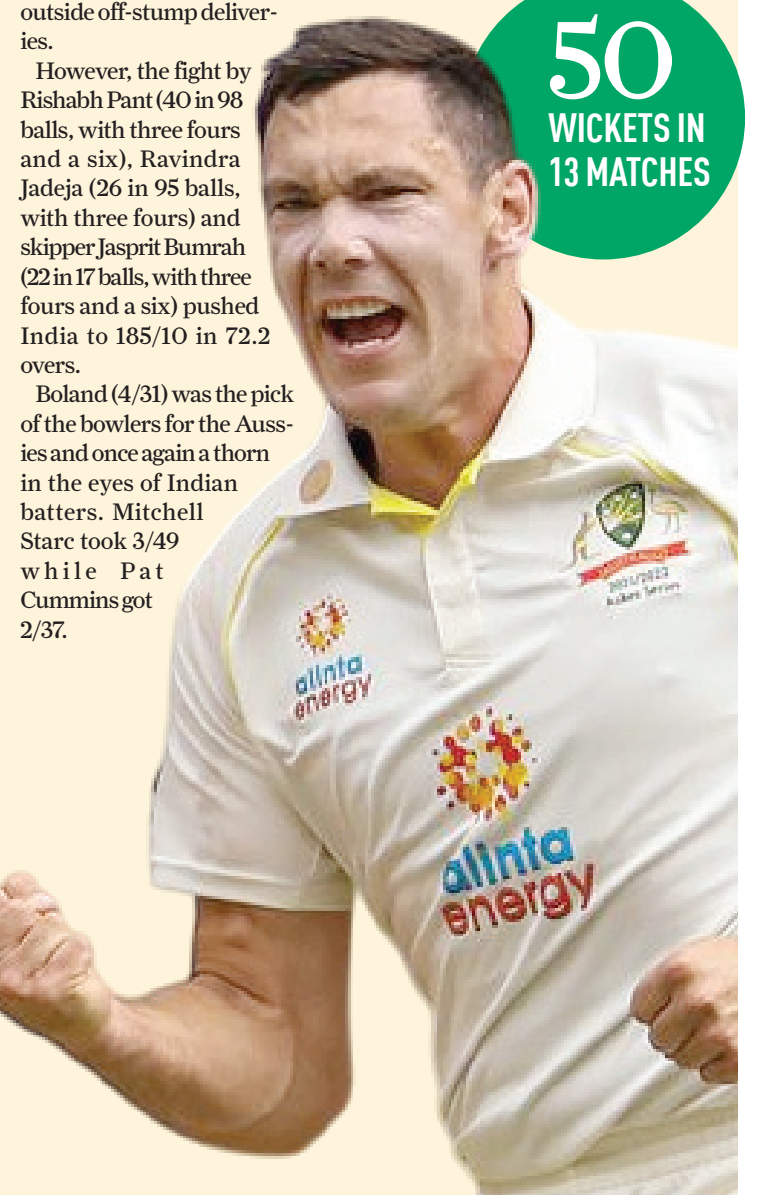 outside off-stump deliver-
ies.
However, the fight by
Rishabh Pant (40 in 98
balls, with three fours
and a six), Ravindra
Jadeja (26 in 95 balls,
with three fours) and
skipper Jasprit Bumrah
(22 in 17 balls, with three
fours and a six) pushed
India to 185/10 in 72.2
overs.
Boland (4/31) was the pick
of the bowlers for the Auss-
ies and once again a thorn
in the eyes of Indian
batters. Mitchell
Starc took 3/49
while Pat
Cummins got
2/37.
50
WICKETS IN
13 MATCHES
2021/2022
Ashes Series
alinta
energy
alinta
energy